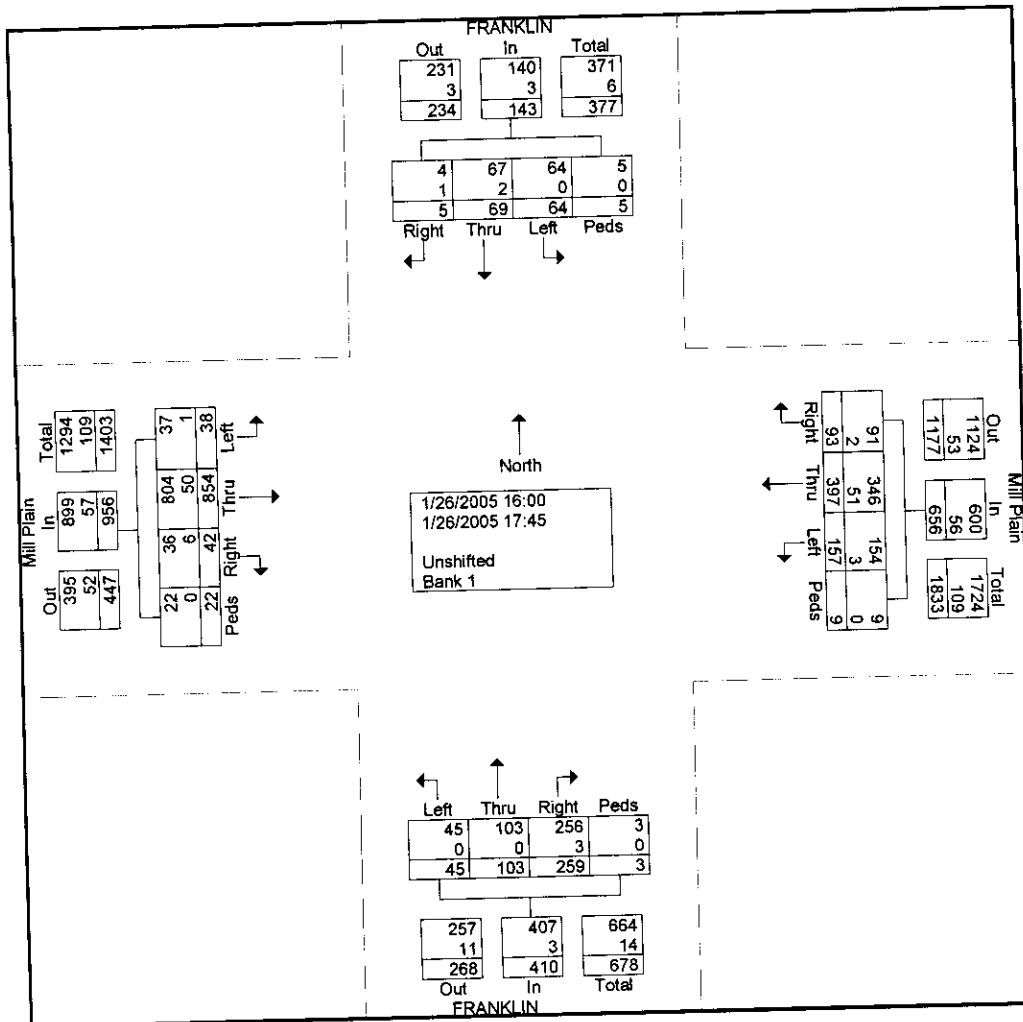 FRANKLIN
Out In Total
231 140 371
3 3 6
234 143 377
4 67 64 5
1 2 0 0
5 69 64 5
Right Thru Left Peds
Mill Plain
Total In Out
1294 899 395
109 57 52
1403 956 447
37 804 36 22
1 50 6 0
38 854 42 22
Left Thru Right Peds
North
1/26/2005 16:00
1/26/2005 17:45
Unshifted
Bank 1
Mill Plain
Out In Total
1124 600 1724
53 56 109
1177 656 1833
91 346 154 9
2 51 3 0
93 397 157 9
Right Thru Left Peds
Left Thru Right Peds
45 103 256 3
0 0 3 0
45 103 259 3
257 407 664
11 3 14
268 410 678
Out In Total
FRANKLIN